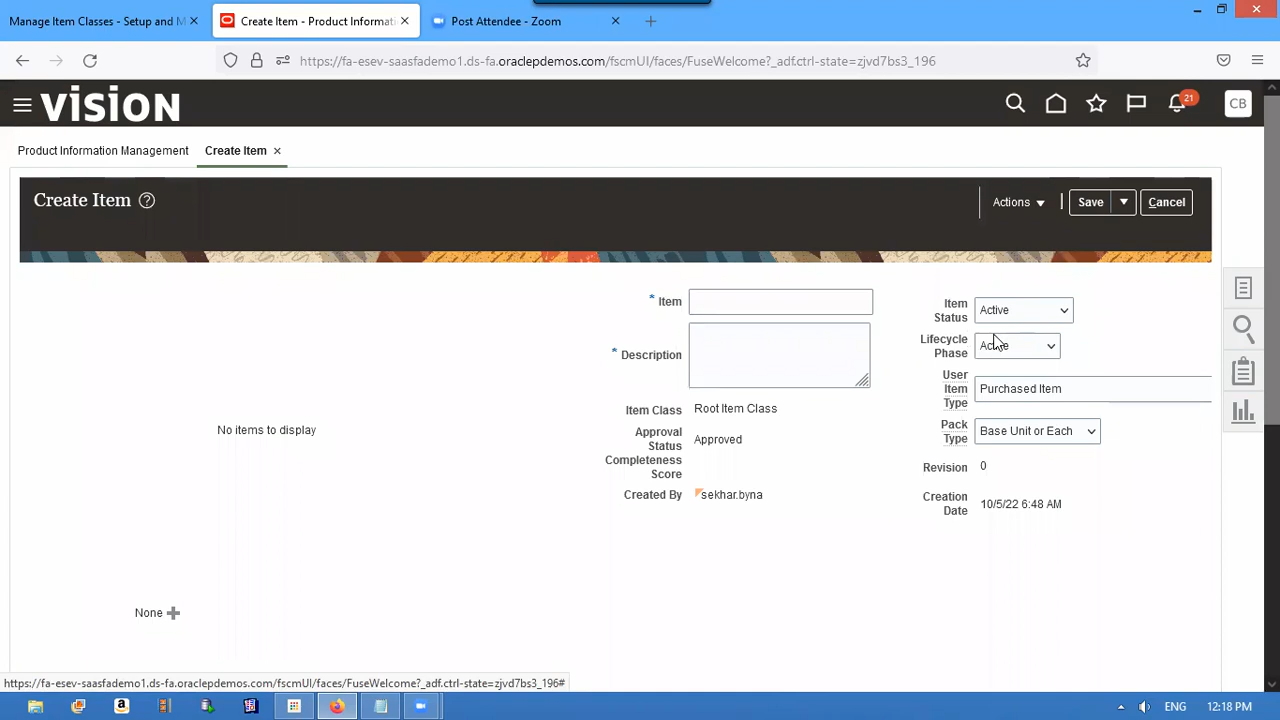 Manage Item Classes - Setup and M
Create Item - Product Informati
Post Attendee - Zoom
https://fa-esev-saasfademo1.ds-fa.oraclepdemos.com/fscmUI/faces/FuseWelcome?_adf.ctrl-state=zjvd7bs3_196
VISION
21
CB
Product Information Management
Create Item
Create Item
Actions
Save
Cancel
* Item
* Description
Item Class
Root Item Class
Approval Status
Approved
Completeness Score
Created By
sekhar.byna
Item Status
Active
Lifecycle Phase
User Item Type
Purchased Item
Pack Type
Base Unit or Each
Revision
0
Creation Date
10/5/22 6:48 AM
No items to display
None
https://fa-esev-saasfademo1.ds-fa.oraclepdemos.com/fscmUI/faces/FuseWelcome?_adf.ctrl-state=zjvd7bs3_196#
ENG
12:18 PM